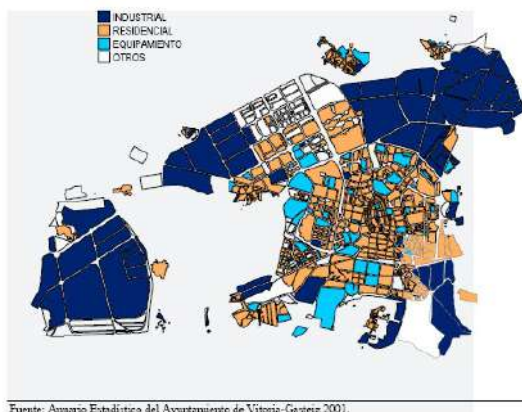 INDUSTRIAL
RESIDENCIAL
EQUIPAMIENTO
OTROS
Fuente: Anuario Estadístico del Ayuntamiento de Vitoria-Gasteiz 2001.